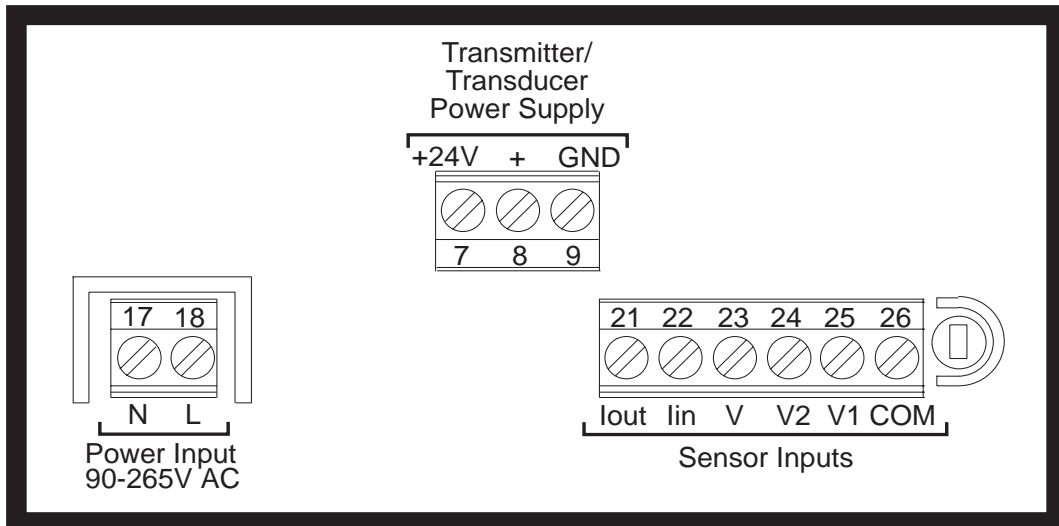 Transmitter/
Transducer
Power Supply
+24V + GND
7 8 9
17 18
N L
Power Input
90-265V AC
21 22 23 24 25 26
Iout Iin V V2 V1 COM
Sensor Inputs